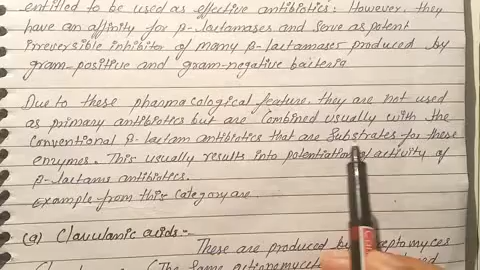 entitled to be used as effective antibiotics; However, they
have an affinity for β-lactamases and serve as potent
irreversible inhibitor of many β-lactamases produced by
gram-positive and gram-negative bacteria
Due to these pharmacological feature, they are not used
as primary antibiotics but are combined usually with the
conventional β-lactam antibiotics that are substrates for these
enzymes. This usually results into potentiation of activity of
β-lactams antibiotics.
Example from this category are
(a) Clavulanic acids:-
These are produced by